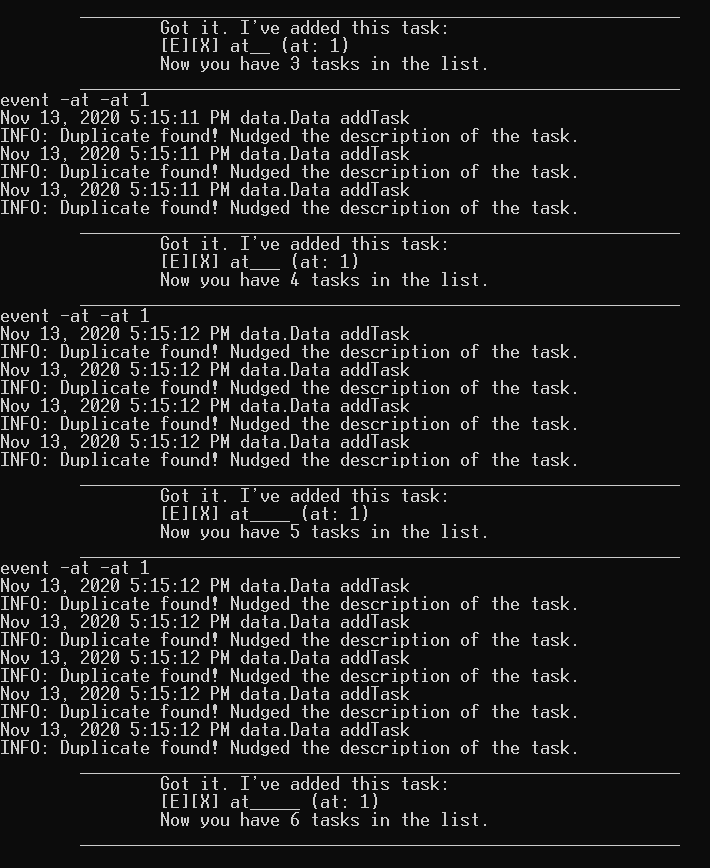 Got it. I've added this task:
[E][X] at__ (at: 1)
Now you have 3 tasks in the list.
event -at -at 1
Nov 13, 2020 5:15:11 PM data.Data addTask
INFO: Duplicate found! Nudged the description of the task.
Nov 13, 2020 5:15:11 PM data.Data addTask
INFO: Duplicate found! Nudged the description of the task.
Nov 13, 2020 5:15:11 PM data.Data addTask
INFO: Duplicate found! Nudged the description of the task.
Got it. I've added this task:
[E][X] at___ (at: 1)
Now you have 4 tasks in the list.
event -at -at 1
Nov 13, 2020 5:15:12 PM data.Data addTask
INFO: Duplicate found! Nudged the description of the task.
Nov 13, 2020 5:15:12 PM data.Data addTask
INFO: Duplicate found! Nudged the description of the task.
Nov 13, 2020 5:15:12 PM data.Data addTask
INFO: Duplicate found! Nudged the description of the task.
Nov 13, 2020 5:15:12 PM data.Data addTask
INFO: Duplicate found! Nudged the description of the task.
Got it. I've added this task:
[E][X] at____ (at: 1)
Now you have 5 tasks in the list.
event -at -at 1
Nov 13, 2020 5:15:12 PM data.Data addTask
INFO: Duplicate found! Nudged the description of the task.
Nov 13, 2020 5:15:12 PM data.Data addTask
INFO: Duplicate found! Nudged the description of the task.
Nov 13, 2020 5:15:12 PM data.Data addTask
INFO: Duplicate found! Nudged the description of the task.
Nov 13, 2020 5:15:12 PM data.Data addTask
INFO: Duplicate found! Nudged the description of the task.
Nov 13, 2020 5:15:12 PM data.Data addTask
INFO: Duplicate found! Nudged the description of the task.
Got it. I've added this task:
[E][X] at_____ (at: 1)
Now you have 6 tasks in the list.